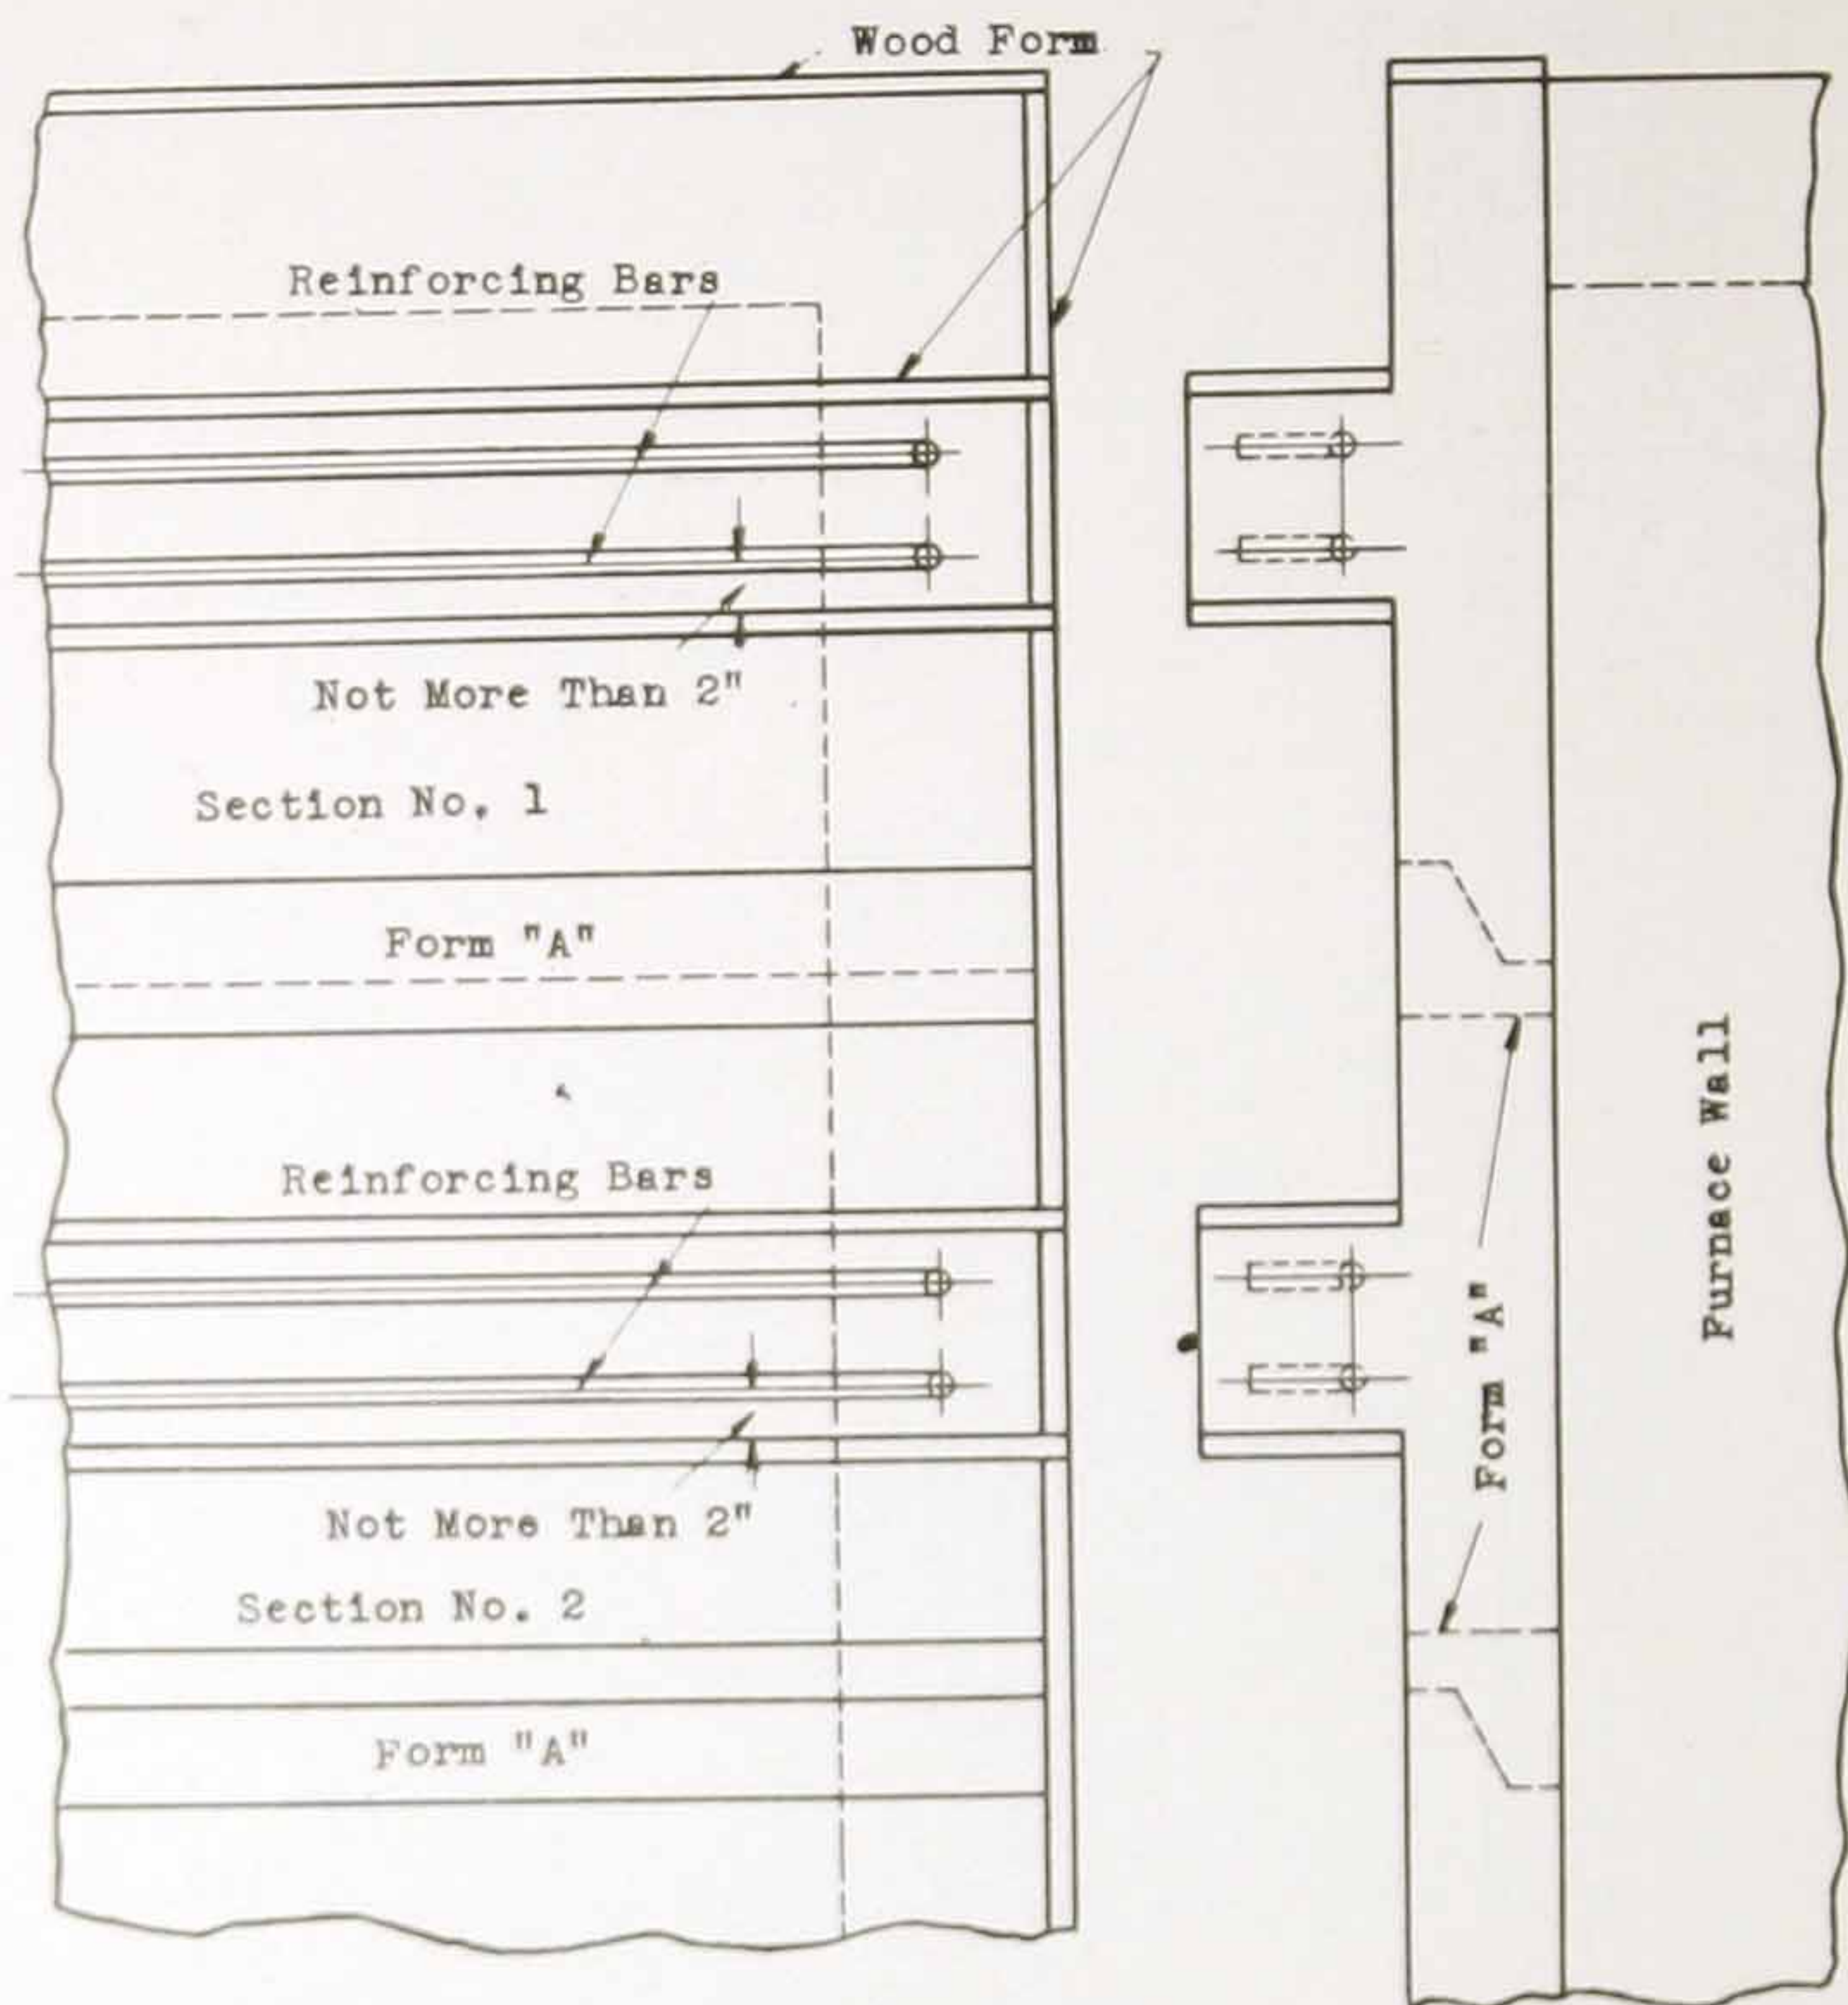 Wood Form
Reinforcing Bars
Not More Than 2"
Section No. 1
Form "A"
Reinforcing Bars
Not More Than 2"
Section No. 2
Form "A"
Form "A"
Furnace Wall